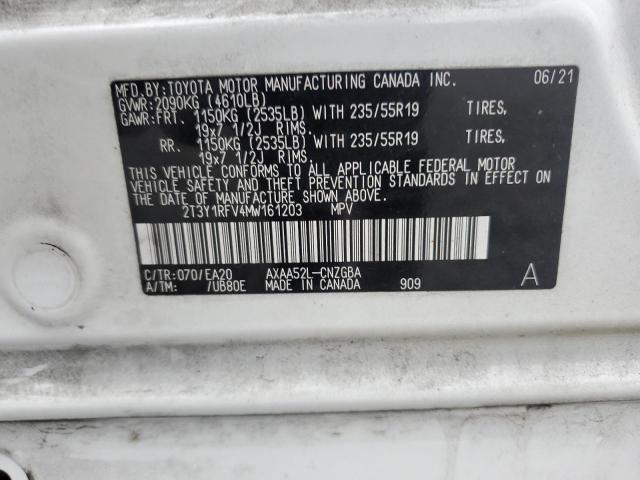 MFD.BY:TOYOTA MOTOR MANUFACTURING CANADA INC. 06/21
GVWR:2090KG (4610LB)
GAWR:FRT. 1150KG (2535LB) WITH 235/55R19 TIRES,
19x7 1/2J RIMS.
RR. 1150KG (2535LB) WITH 235/55R19 TIRES,
19x7 1/2J RIMS.
THIS VEHICLE CONFORMS TO ALL APPLICABLE FEDERAL MOTOR
VEHICLE SAFETY AND THEFT PREVENTION STANDARDS IN EFFECT ON
THE DATE OF MANUFACTURE SHOWN ABOVE.
2T3Y1RFV4MW161203 MPV
C/TR:070/EA20 AXAA52L-CNZGBA
A/TM: /UB80E MADE IN CANADA 909 A